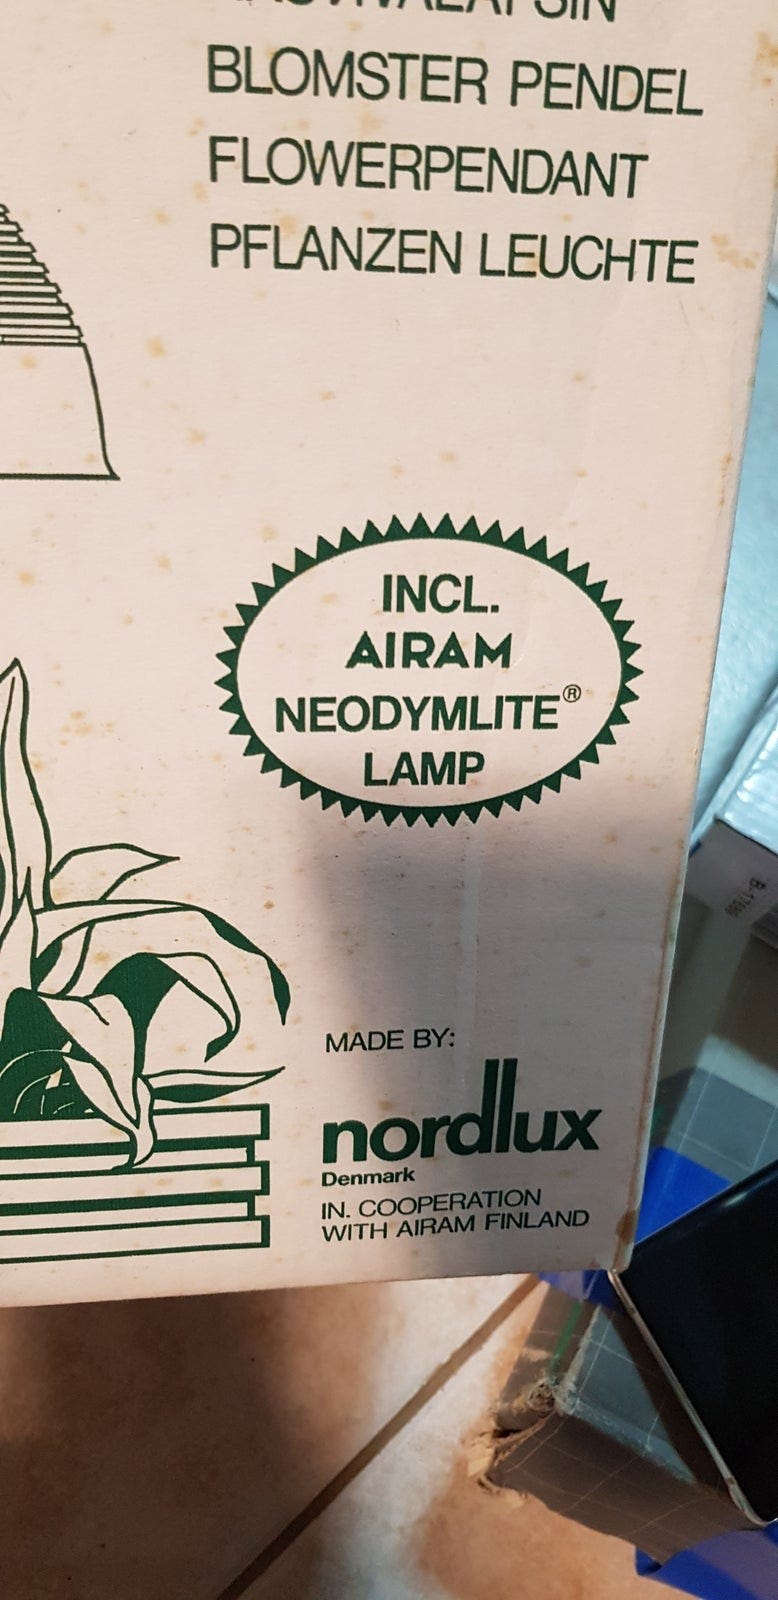 BLOMSTER PENDEL
FLOWERPENDANT
PFLANZEN LEUCHTE
INCL.
AIRAM
NEODYMLITE®
LAMP
MADE BY:
nordlux
Denmark
IN. COOPERATION
WITH AIRAM FINLAND